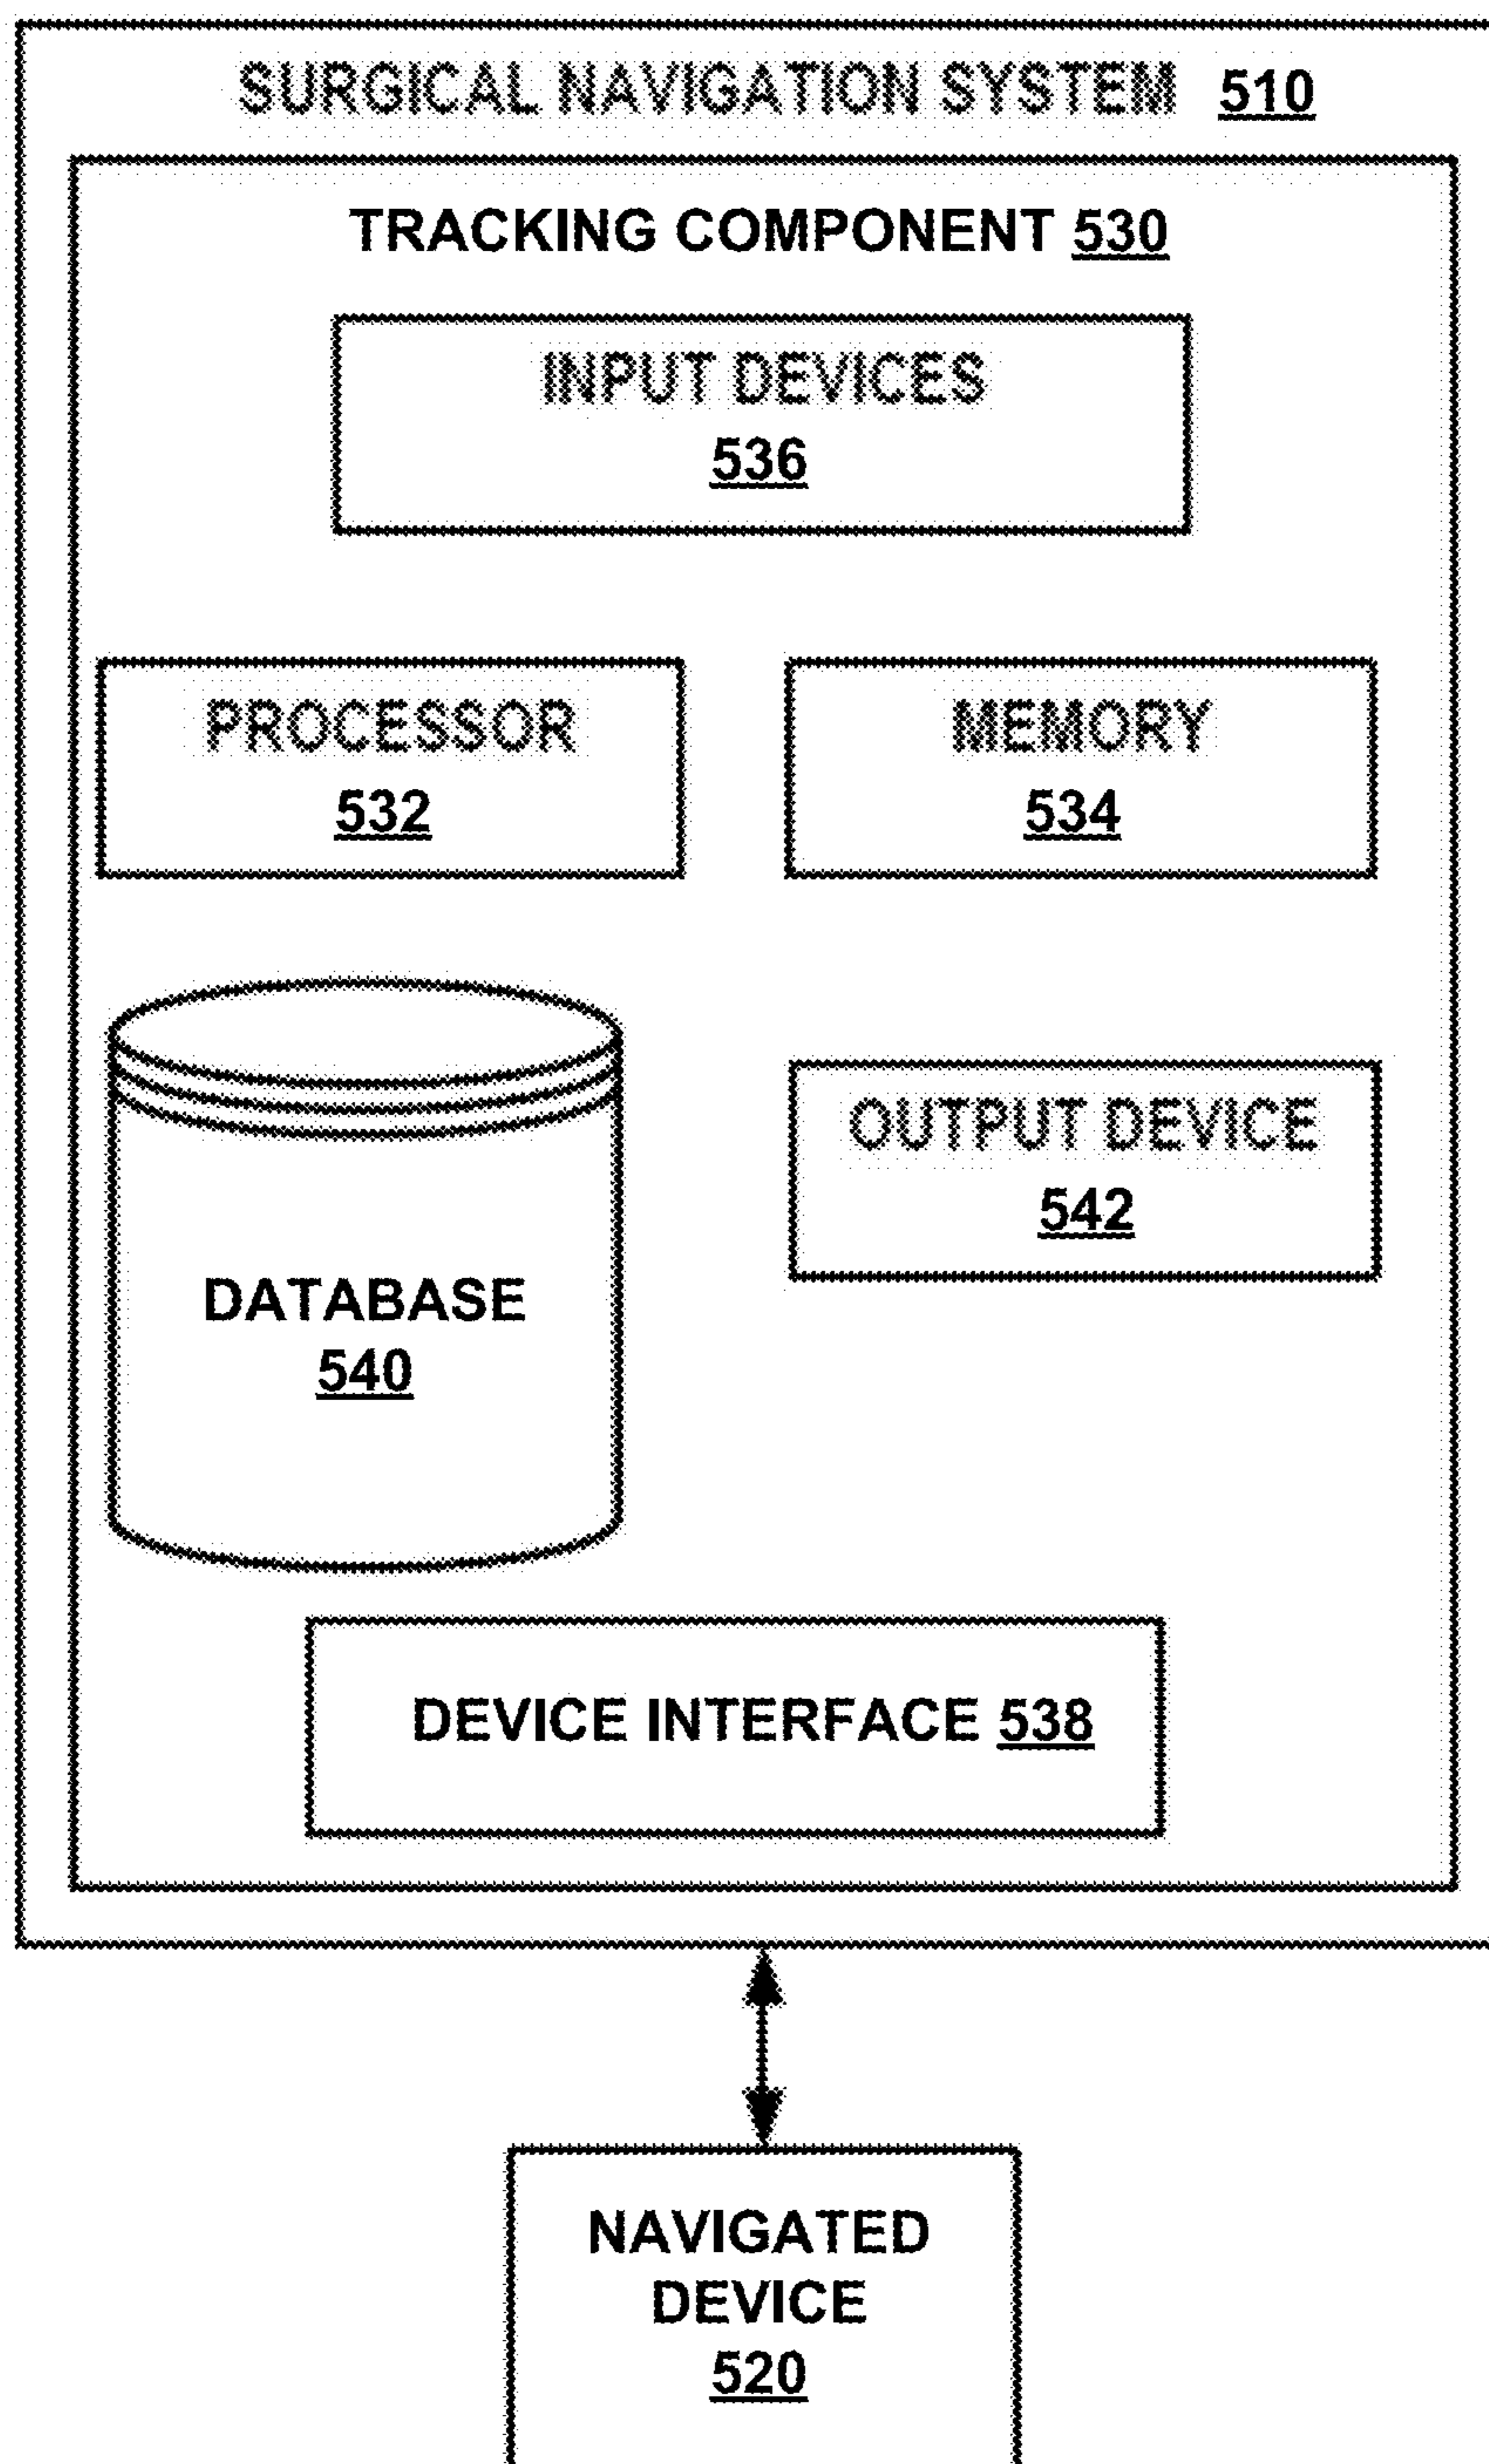 SURGICAL NAVIGATION SYSTEM 510
TRACKING COMPONENT 530
INPUT DEVICES
536
PROCESSOR
532
MEMORY
534
DATABASE
540
OUTPUT DEVICE
542
DEVICE INTERFACE 538
NAVIGATED
DEVICE
520